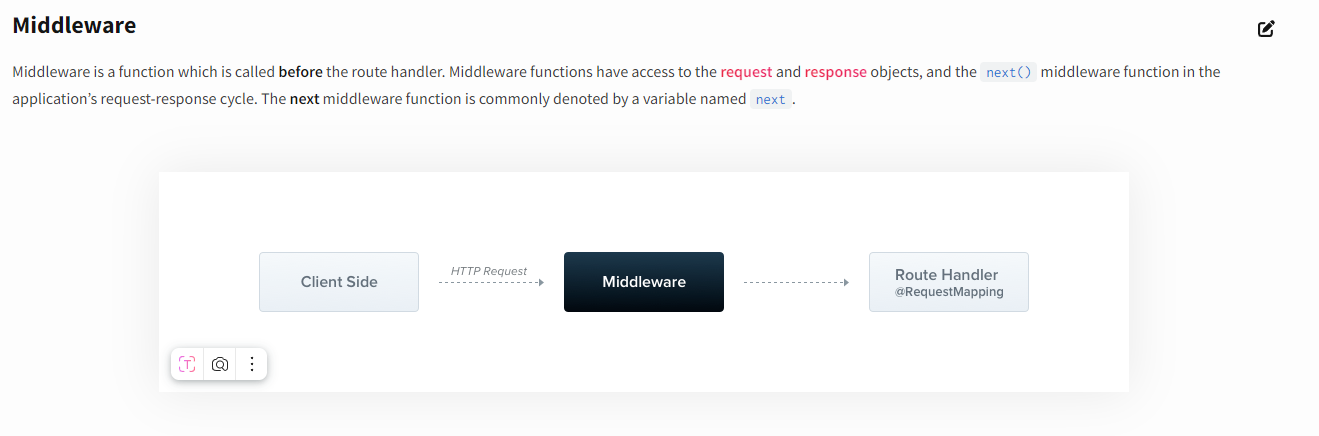 Middleware
Middleware is a function which is called before the route handler. Middleware functions have access to the request and response objects, and the next() middleware function in the
application’s request-response cycle. The next middleware function is commonly denoted by a variable named next.
Client Side
HTTP Request
Middleware
Route Handler
@RequestMapping
T